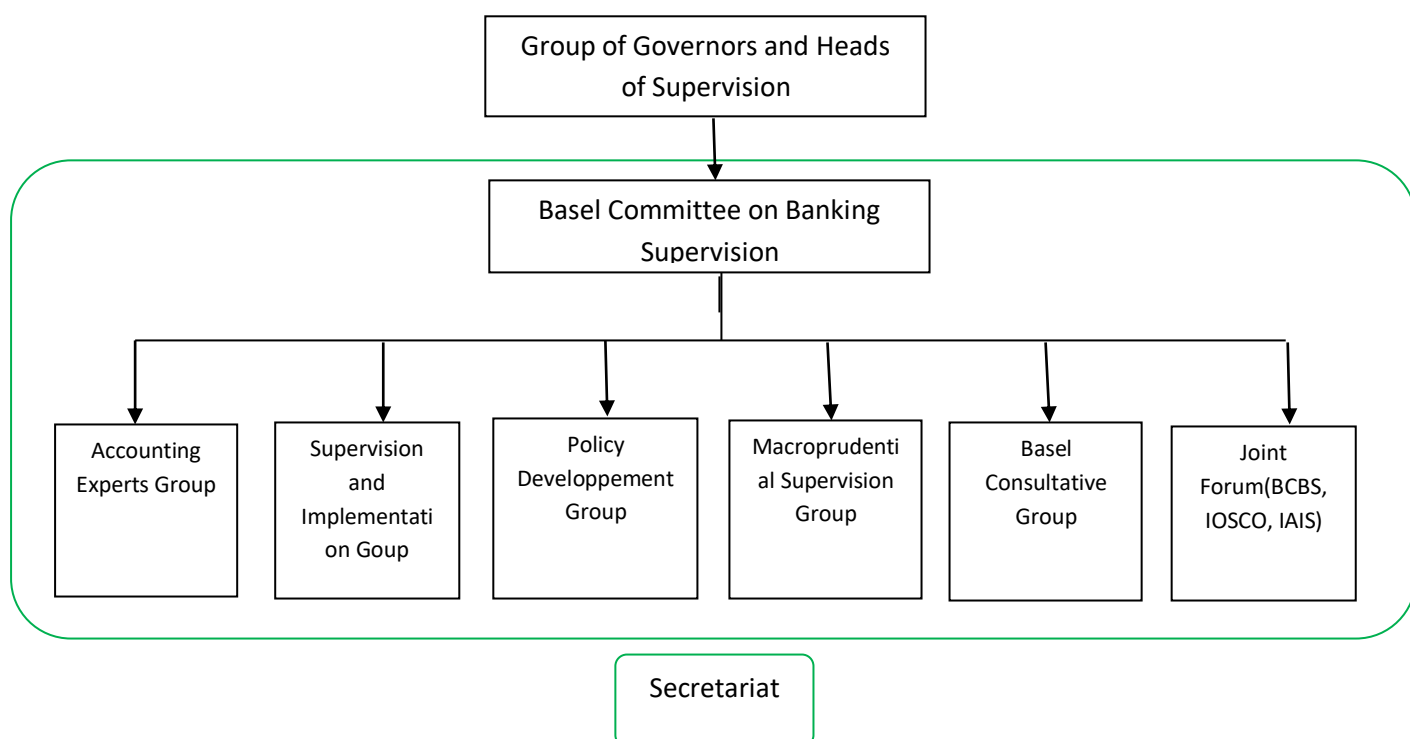 Group of Governors and Heads
of Supervision
Basel Committee on Banking
Supervision
Accounting
Experts Group
Supervision
and
Implementati
on Goup
Policy
Developpement
Group
Macroprudenti
al Supervision
Group
Basel
Consultative
Group
Joint
Forum(BCBS,
IOSCO, IAIS)
Secretariat